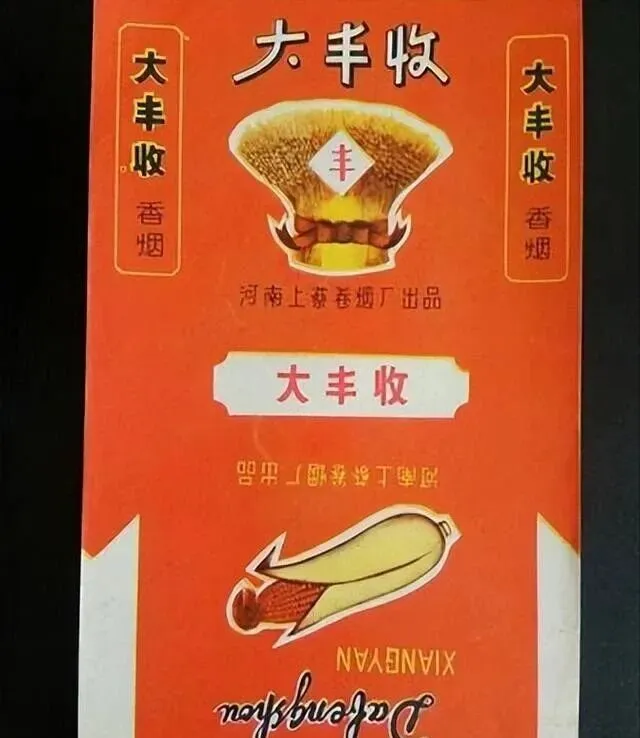 大丰收
丰
河南上蔡卷烟厂出品
大丰收
香烟
大丰收
香烟
大丰收
河南上蔡卷烟厂出品
XIANGYAN
Dafengshou